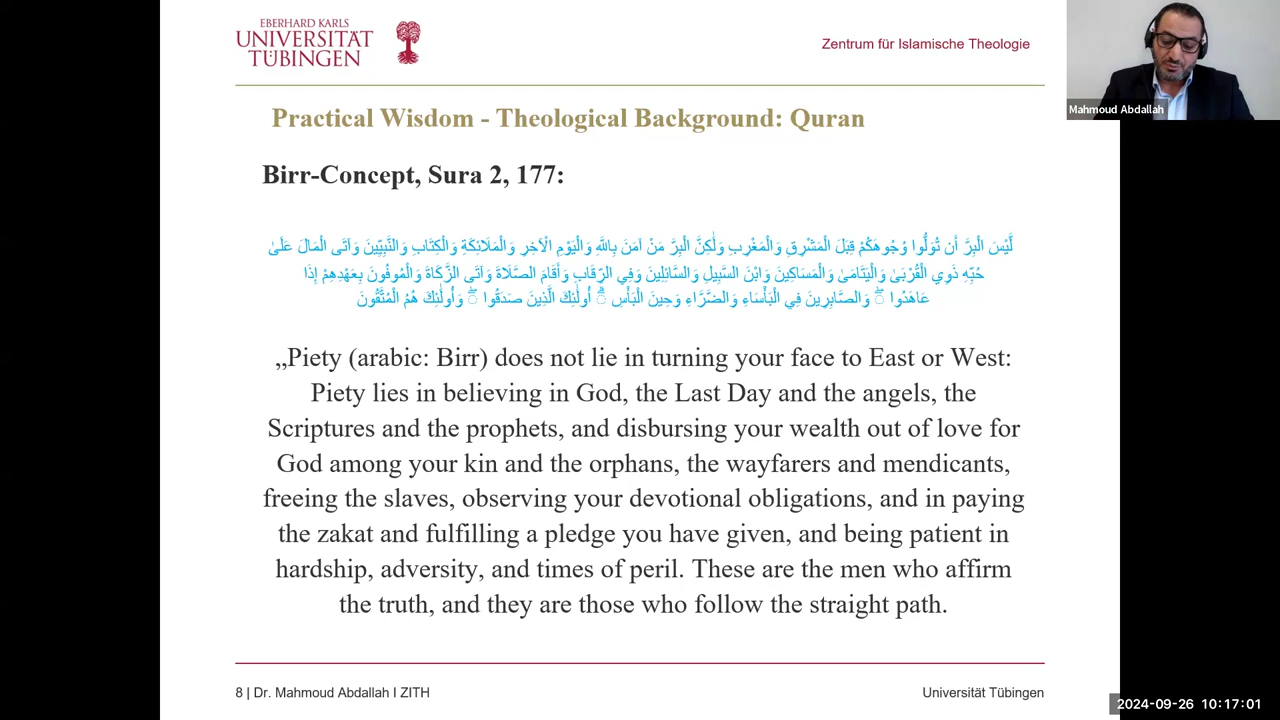 EBERHARD KARLS
UNIVERSITÄT
TÜBINGEN
Zentrum für Islamische Theologie
Mahmoud Abdallah
Practical Wisdom - Theological Background: Quran
Birr-Concept, Sura 2, 177:
لَّيْسَ الْبِرَّ أَن تُوَلُّوا وُجُوهَكُمْ قِبَلَ الْمَشْرِقِ وَالْمَغْرِبِ وَلَٰكِنَّ الْبِرَّ مَنْ آمَنَ بِاللَّهِ وَالْيَوْمِ الْآخِرِ وَالْمَلَائِكَةِ وَالْكِتَابِ وَالنَّبِيِّينَ وَآتَى الْمَالَ عَلَىٰ
حُبِّهِ ذَوِي الْقُرْبَىٰ وَالْيَتَامَىٰ وَالْمَسَاكِينَ وَابْنَ السَّبِيلِ وَالسَّائِلِينَ وَفِي الرِّقَابِ وَأَقَامَ الصَّلَاةَ وَآتَى الزَّكَاةَ وَالْمُوفُونَ بِعَهْدِهِمْ إِذَا
عَاهَدُوا ۖ وَالصَّابِرِينَ فِي الْبَأْسَاءِ وَالضَّرَّاءِ وَحِينَ الْبَأْسِ ۗ أُولَٰئِكَ الَّذِينَ صَدَقُوا ۖ وَأُولَٰئِكَ هُمُ الْمُتَّقُونَ
„Piety (arabic: Birr) does not lie in turning your face to East or West:
Piety lies in believing in God, the Last Day and the angels, the
Scriptures and the prophets, and disbursing your wealth out of love for
God among your kin and the orphans, the wayfarers and mendicants,
freeing the slaves, observing your devotional obligations, and in paying
the zakat and fulfilling a pledge you have given, and being patient in
hardship, adversity, and times of peril. These are the men who affirm
the truth, and they are those who follow the straight path.
8 | Dr. Mahmoud Abdallah I ZITH
Universität Tübingen
2024-09-26 10:17:01